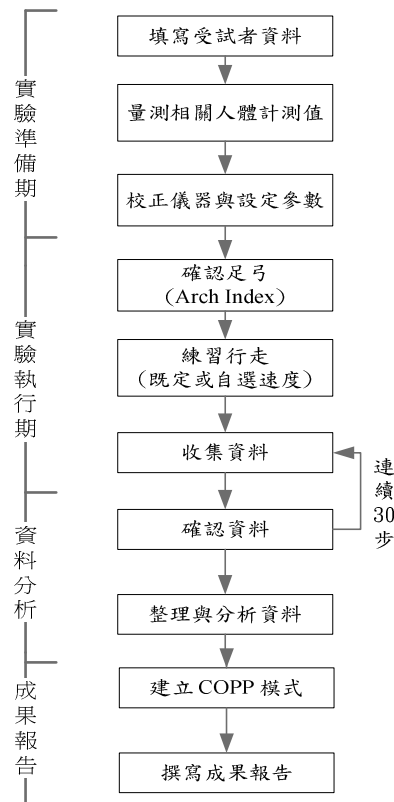 實驗準備期
填寫受試者資料
量測相關人體計測值
校正儀器與設定參數
實驗執行期
確認足弓
(Arch Index)
練習行走
(既定或自選速度)
收集資料
連續30步
資料分析
確認資料
整理與分析資料
成果報告
建立 COPP 模式
撰寫成果報告